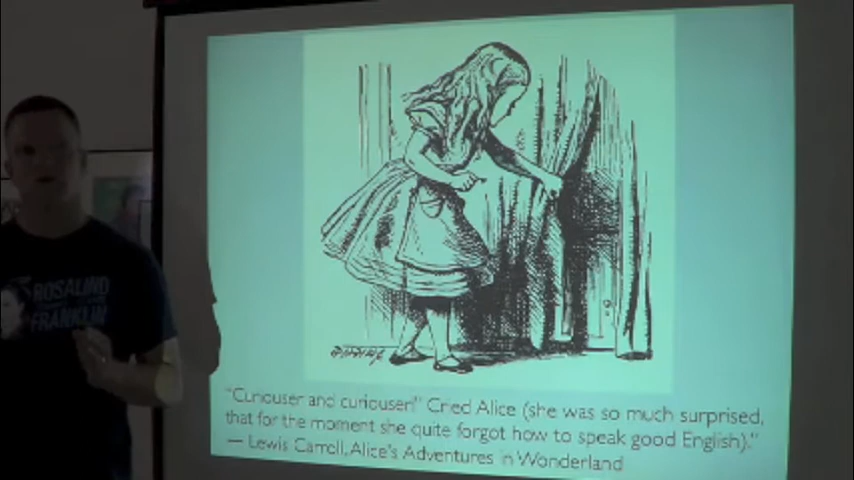 ROSALIND
FRANKLIN
"Curiouser and curiouser!" Cried Alice (she was so much surprised,
that for the moment she quite forgot how to speak good English)."
— Lewis Carroll, Alice's Adventures in Wonderland